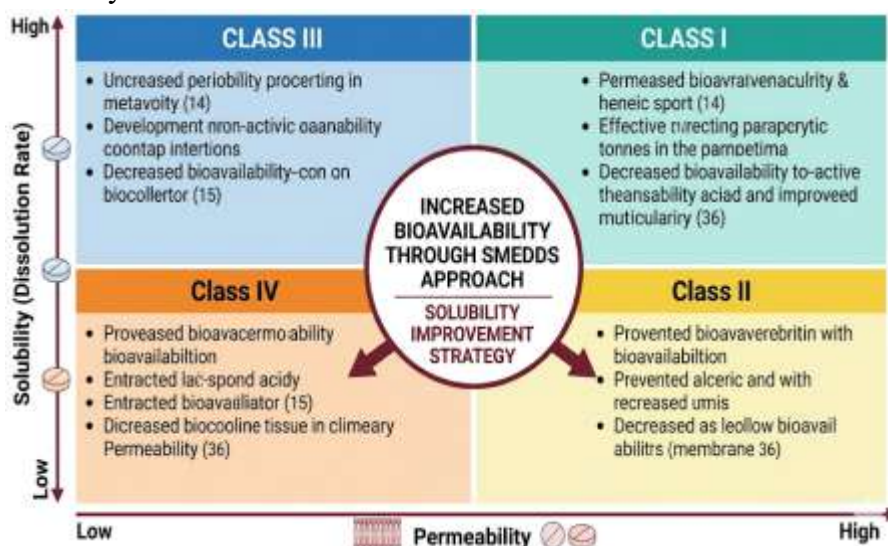 High
Solubility (Dissolution Rate)
Low
CLASS III
• Uncreased periobility procerting in
metavoity (14)
• Development nron-activic oaanability
coontap intertions
• Decreased bioavailability-con on
biocollertor (15)
CLASS I
• Permeased bioavraivenaculrity &
heneic sport (14)
• Effective recting paraperytic
tonnes in the pampetima
• Decreased bioavailability to-active
theansability aciad and improveed
muticulariry (36)
INCREASED
BIOAVAILABILITY
THROUGH SMEDDS
APPROACH
SOLUBILITY
IMPROVEMENT
STRATEGY
Class IV
• Proveased bioavacermo ability
bioavailabiltion
• Entracted lac-spond acidy
• Entracted bioavailliator (15)
• Dicreased biocooline tissue in climeary
Permeability (36)
Class II
• Provented bioavaverebritin with
bioavailabiltion
• Prevented alceric and with
recreased umis
• Decreased as leollow bioavail
abilitrs (membrane 36)
Low
Permeability
High